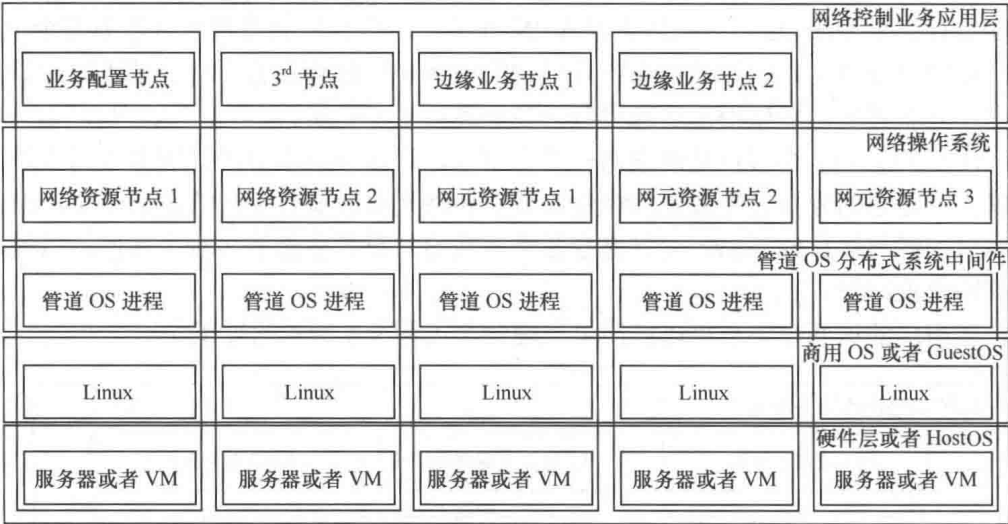 网络控制业务应用层
业务配置节点 3rd 节点 边缘业务节点 1 边缘业务节点 2
网络操作系统
网络资源节点 1 网络资源节点 2 网元资源节点 1 网元资源节点 2 网元资源节点 3
管道 OS 分布式系统中间件
管道 OS 进程 管道 OS 进程 管道 OS 进程 管道 OS 进程 管道 OS 进程
商用 OS 或者 GuestOS
Linux Linux Linux Linux Linux
硬件层或者 HostOS
服务器或者 VM 服务器或者 VM 服务器或者 VM 服务器或者 VM 服务器或者 VM